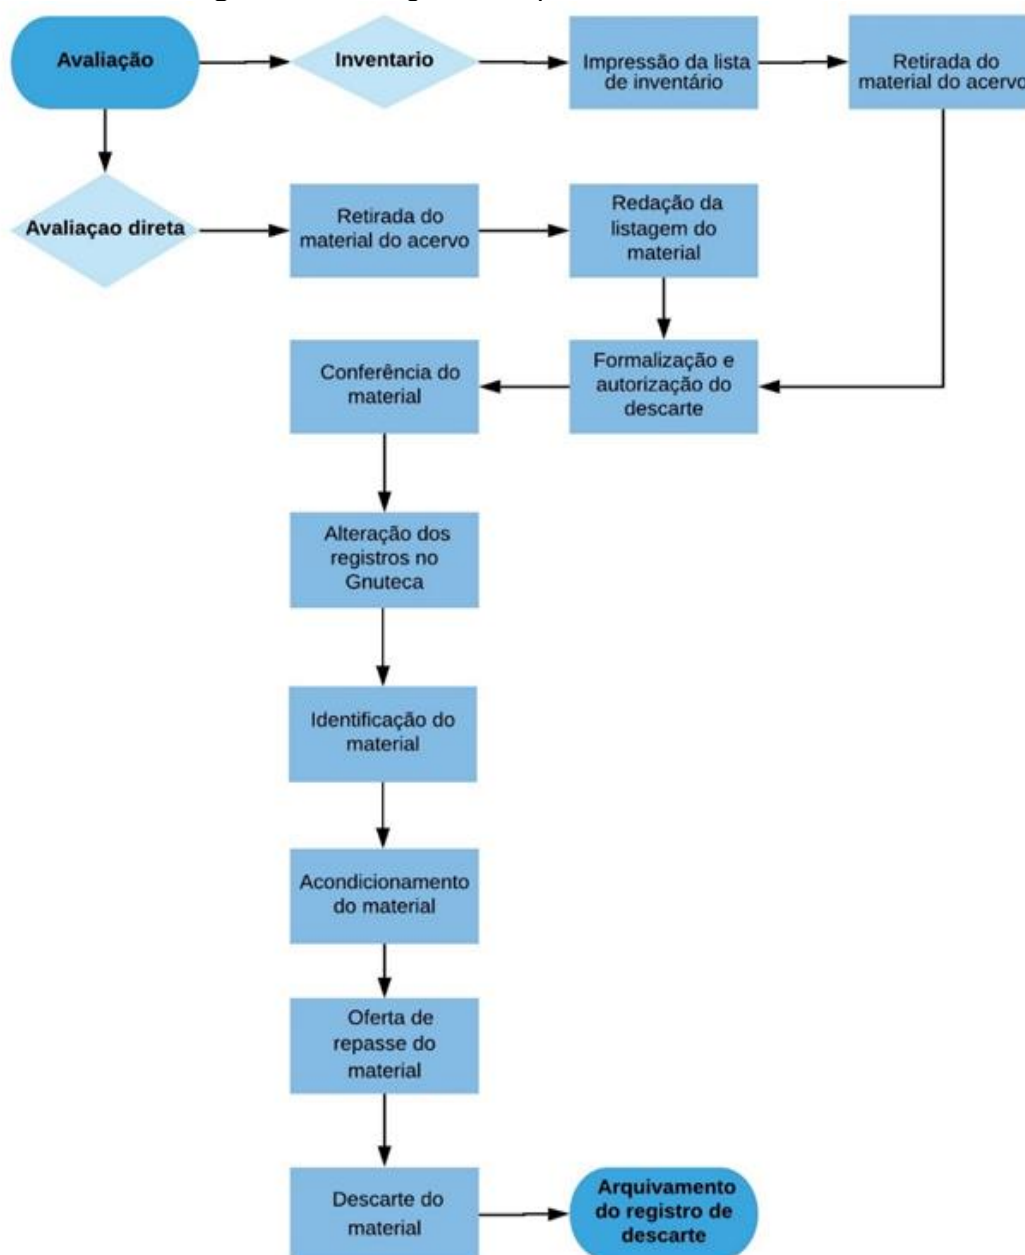 Avaliação
Inventario
Impressão da lista
de inventário
Retirada do
material do acervo
Avaliaçao direta
Retirada do
material do acervo
Redação da
listagem do
material
Conferência do
material
Formalização e
autorização do
descarte
Alteração dos
registros no
Gnuteca
Identificação do
material
Acondicionamento
do material
Oferta de
repasse do
material
Descarte do
material
Arquivamento
do registro de
descarte